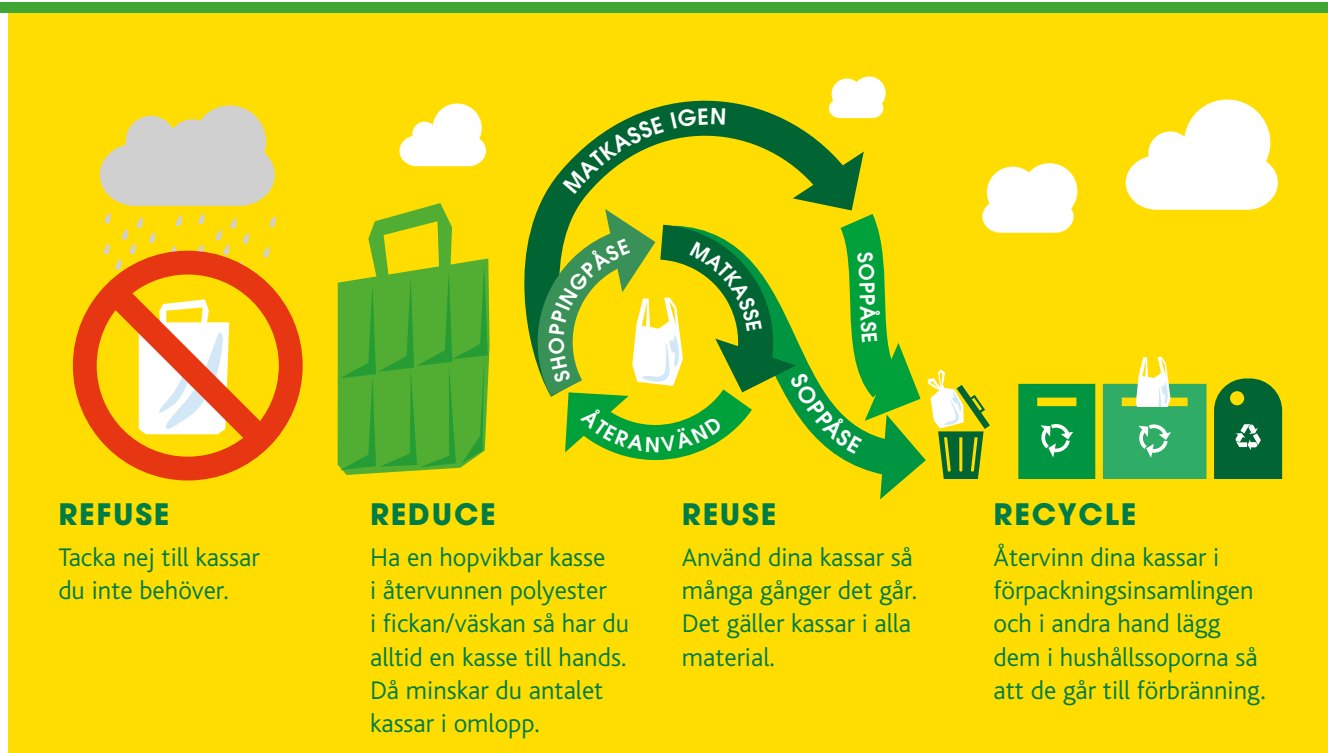 MATKASSE IGEN
SHOPPINGPÅSE
MATKASSE
SOPPÅSE
SOPPÅSE
ÅTERANVÄND
REFUSE
Tacka nej till kassar
du inte behöver.
REDUCE
Ha en hopvikbar kasse
i återvunnen polyester
i fickan/väskan så har du
alltid en kasse till hands.
Då minskar du antalet
kassar i omlopp.
REUSE
Använd dina kassar så
många gånger det går.
Det gäller kassar i alla
material.
RECYCLE
Återvinn dina kassar i
förpackningsinsamlingen
och i andra hand lägg
dem i hushållssoporna så
att de går till förbränning.